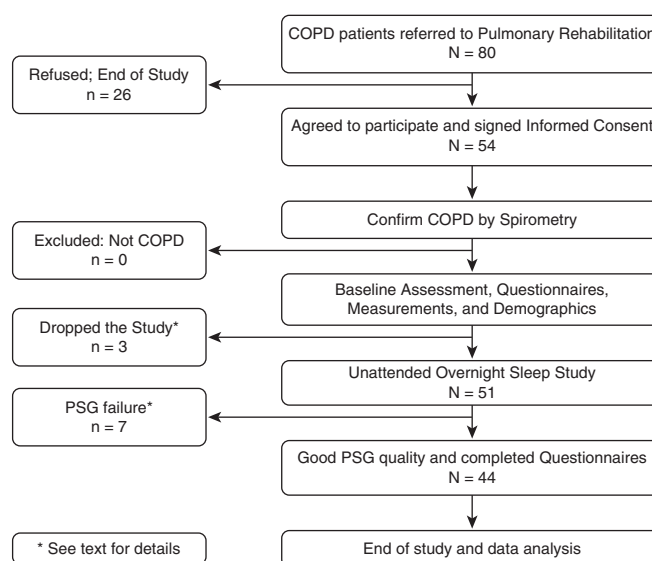 COPD patients referred to Pulmonary Rehabilitation
N = 80
Refused; End of Study
n = 26
Agreed to participate and signed Informed Consent
N = 54
Confirm COPD by Spirometry
Excluded: Not COPD
n = 0
Baseline Assessment, Questionnaires,
Measurements, and Demographics
Dropped the Study*
n = 3
Unattended Overnight Sleep Study
N = 51
PSG failure*
n = 7
Good PSG quality and completed Questionnaires
N = 44
* See text for details
End of study and data analysis